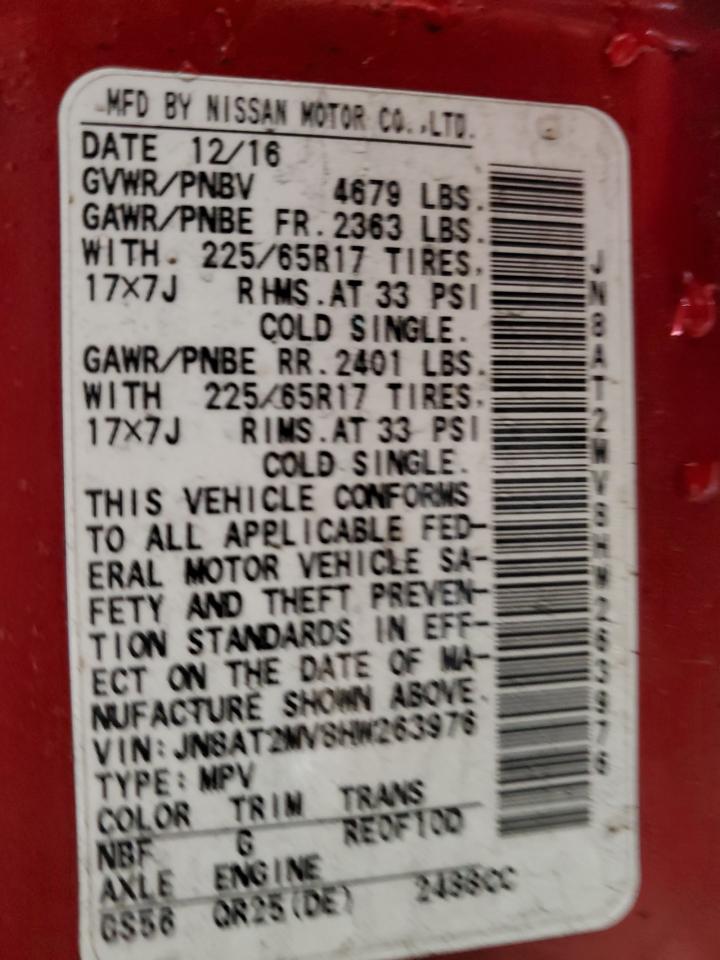 MFD BY NISSAN MOTOR CO.,LTD.
DATE 12/16
GVWR/PNBV 4679 LBS.
GAWR/PNBE FR.2363 LBS.
WITH 225/65R17 TIRES,
17X7J RIMS.AT 33 PSI
COLD SINGLE.
GAWR/PNBE RR.2401 LBS.
WITH 225/65R17 TIRES,
17X7J RIMS.AT 33 PSI
COLD SINGLE.
THIS VEHICLE CONFORMS
TO ALL APPLICABLE FED-
ERAL MOTOR VEHICLE SA-
FETY AND THEFT PREVEN-
TION STANDARDS IN EFF-
ECT ON THE DATE OF MA-
NUFACTURE SHOWN ABOVE.
VIN:JN8AT2MV8HW263976
TYPE:MPV
COLOR TRIM TRANS
NBF G RE0F10D
AXLE ENGINE
GS56 QR25(DE) 2488CC
JN8AT2MV8HW263976